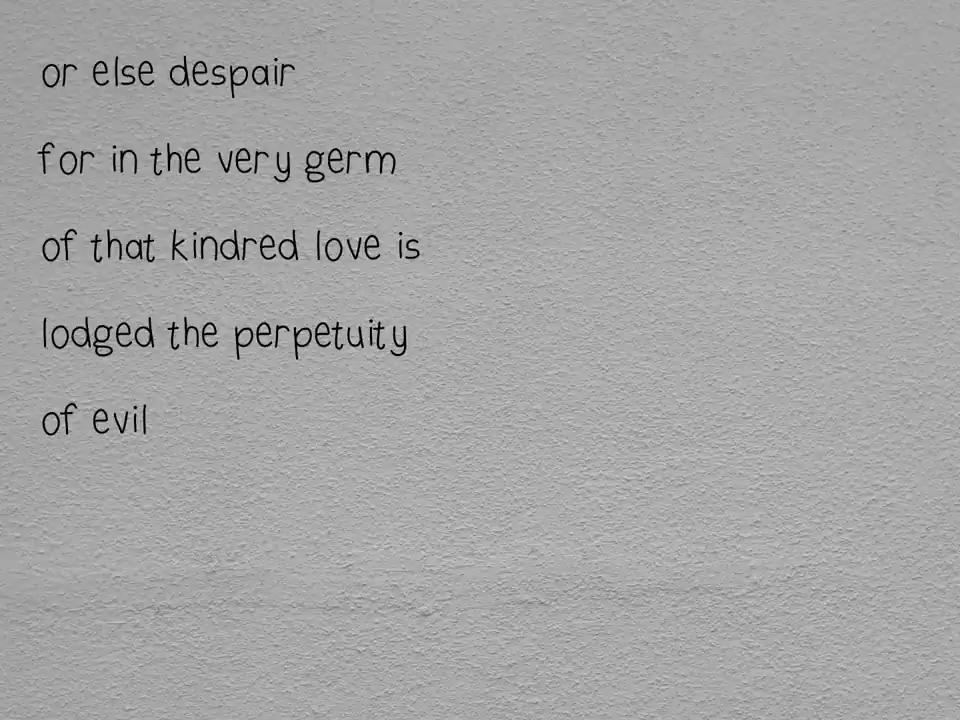 or else despair
for in the very germ
of that kindred love is
lodged the perpetuity
of evil